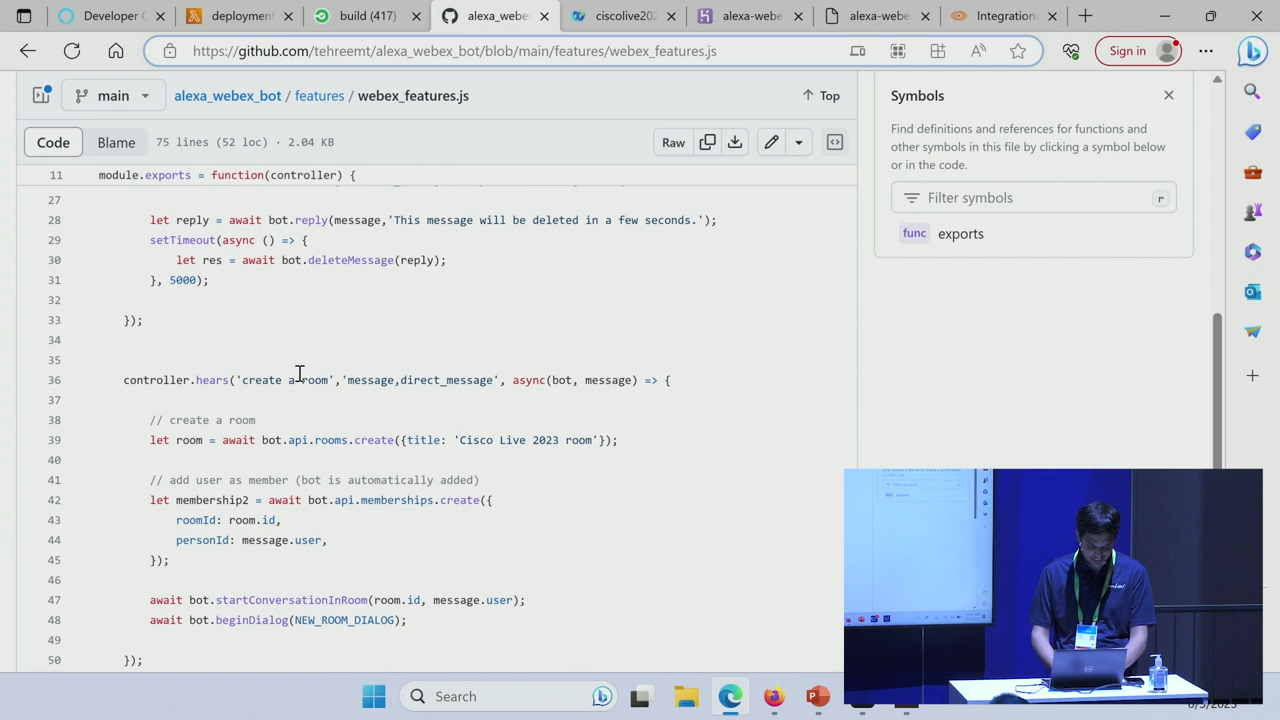 Developer C
deployment
build (417)
alexa_webex
ciscolive202
alexa-webe
alexa-webe
Integration
https://github.com/tehreemt/alexa_webex_bot/blob/main/features/webex_features.js
Sign in
main
alexa_webex_bot / features / webex_features.js
Top
Code
Blame
75 lines (52 loc) · 2.04 KB
Raw
11 module.exports = function(controller) {
27
28 let reply = await bot.reply(message,'This message will be deleted in a few seconds.');
29 setTimeout(async () => {
30 let res = await bot.deleteMessage(reply);
31 }, 5000);
32
33 });
34
35
36 controller.hears('create a room','message,direct_message', async(bot, message) => {
37
38 // create a room
39 let room = await bot.api.rooms.create({title: 'Cisco Live 2023 room'});
40
41 // add user as member (bot is automatically added)
42 let membership2 = await bot.api.memberships.create({
43 roomId: room.id,
44 personId: message.user,
45 });
46
47 await bot.startConversationInRoom(room.id, message.user);
48 await bot.beginDialog(NEW_ROOM_DIALOG);
49
50 });
Symbols
Find definitions and references for functions and
other symbols in this file by clicking a symbol below
or in the code.
Filter symbols
r
func exports
Search